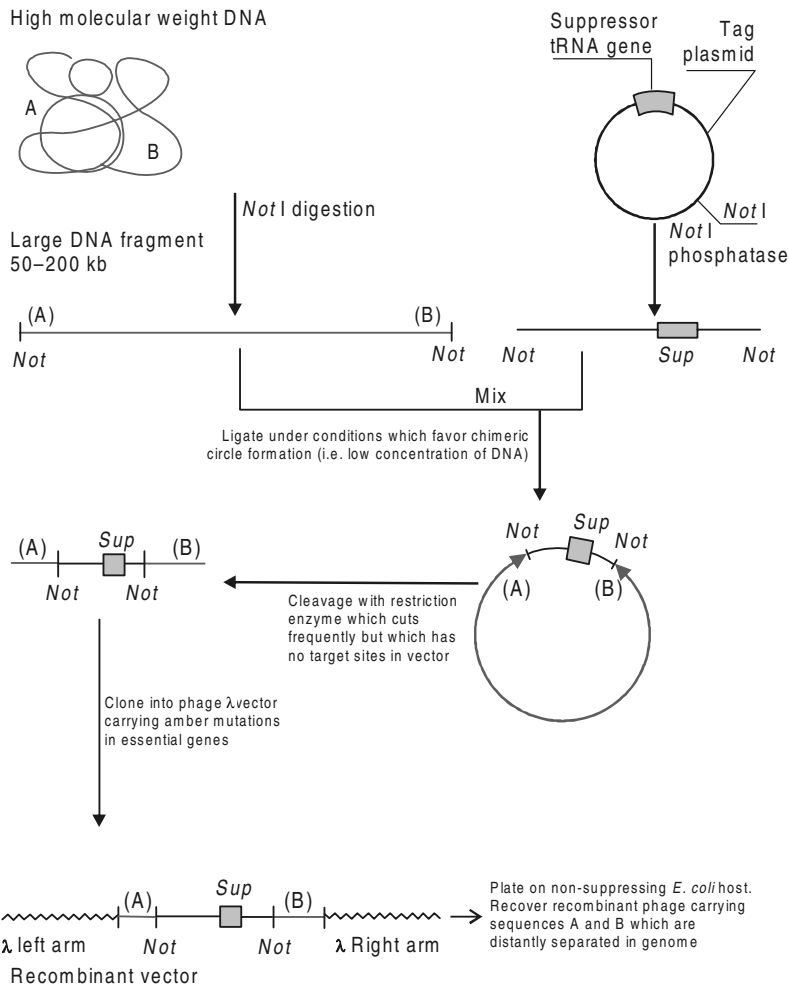 High molecular weight DNA
Suppressor
tRNA gene
Tag
plasmid
A
B
Not I digestion
Not I
Not I
phosphatase
Large DNA fragment
50–200 kb
(A)
(B)
Not
Not
Not
Sup
Not
Mix
Ligate under conditions which favor chimeric
circle formation (i.e. low concentration of DNA)
Not
Sup
Not
(A)
(B)
(A)
Sup
(B)
Not
Not
Cleavage with restriction
enzyme which cuts
frequently but which has
no target sites in vector
Clone into phage λ vector
carrying amber mutations
in essential genes
(A)
Sup
(B)
λ left arm
Not
Not
λ Right arm
Recombinant vector
Plate on non-suppressing E. coli host.
Recover recombinant phage carrying
sequences A and B which are
distantly separated in genome